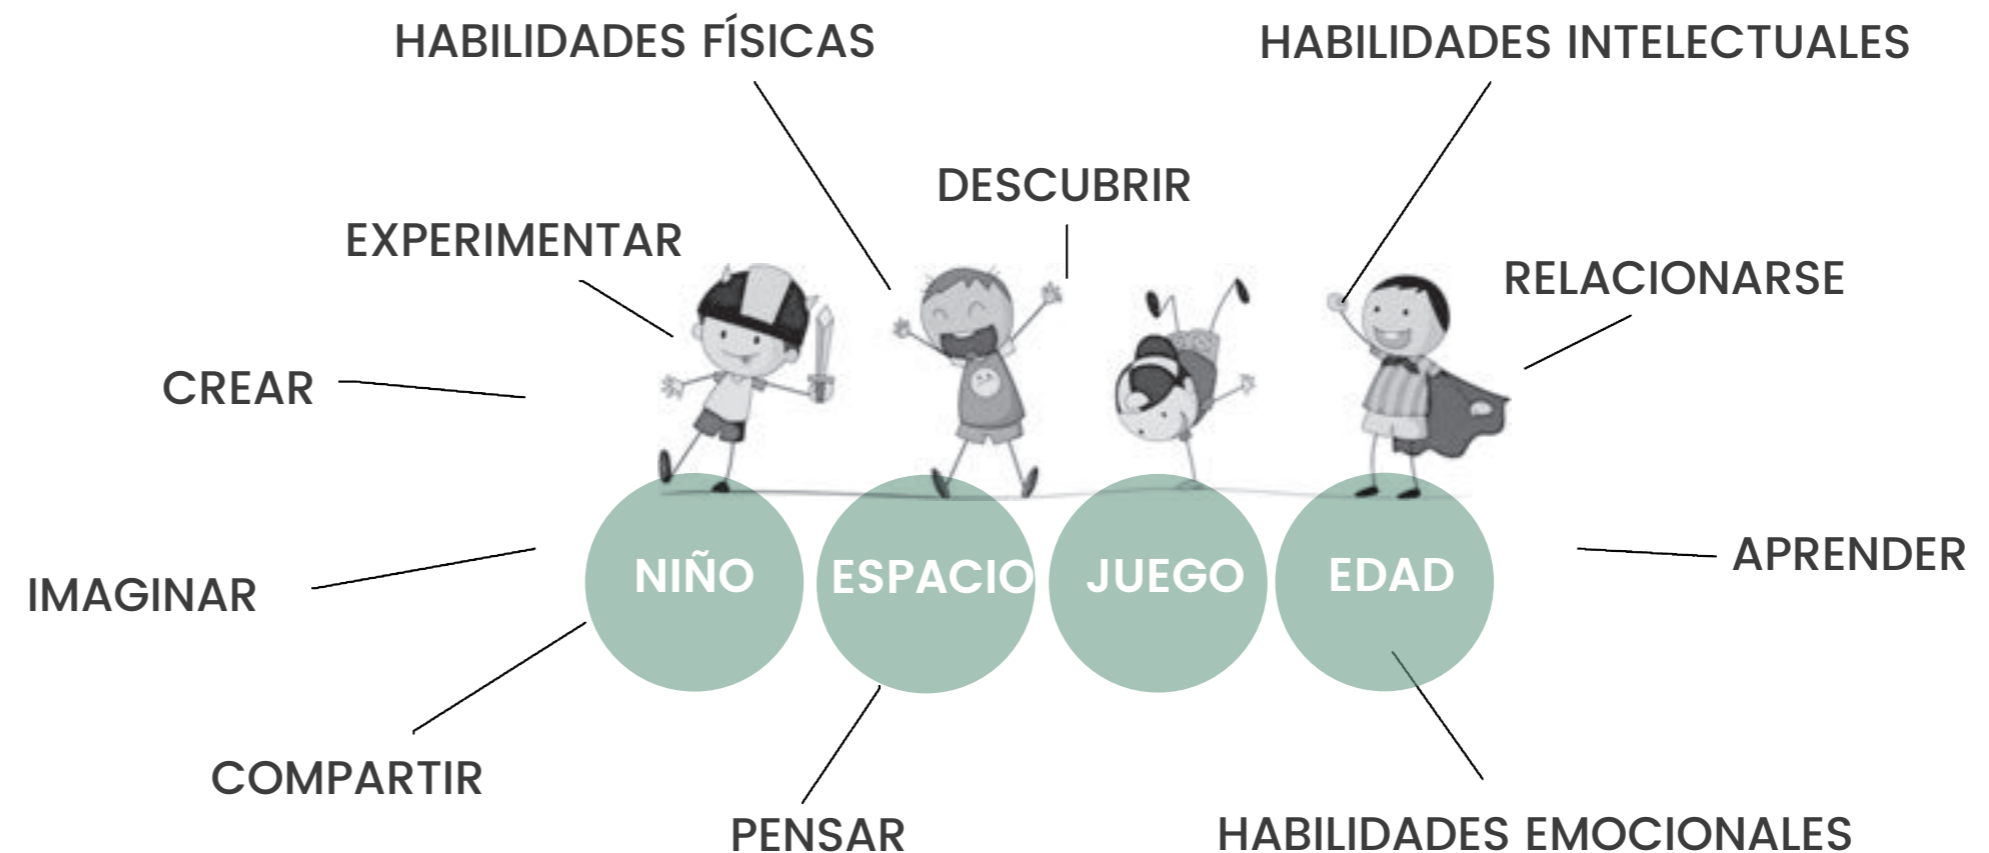 HABILIDADES FÍSICAS
HABILIDADES INTELECTUALES
DESCUBRIR
EXPERIMENTAR
RELACIONARSE
CREAR
NIÑO
ESPACIO
JUEGO
EDAD
APRENDER
IMAGINAR
COMPARTIR
PENSAR
HABILIDADES EMOCIONALES